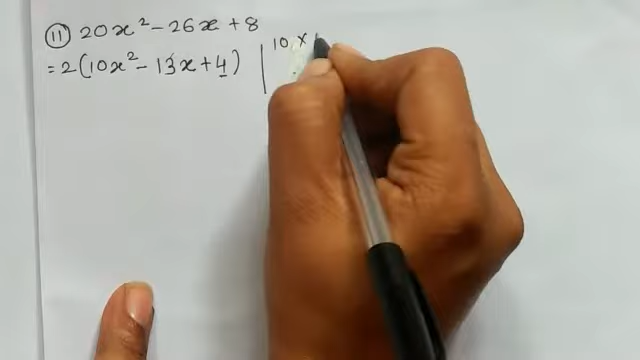 ⑪ 20x² - 26x + 8
= 2(10x² - 13x + 4) | 10 ×